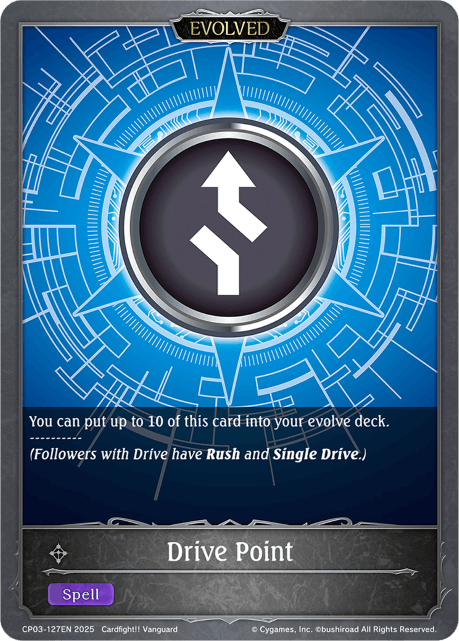 EVOLVED
You can put up to 10 of this card into your evolve deck.
----------
(Followers with Drive have Rush and Single Drive.)
Drive Point
Spell
CP03-127EN 2025 Cardfight!! Vanguard © Cygames, Inc. ©bushiroad All Rights Reserved.